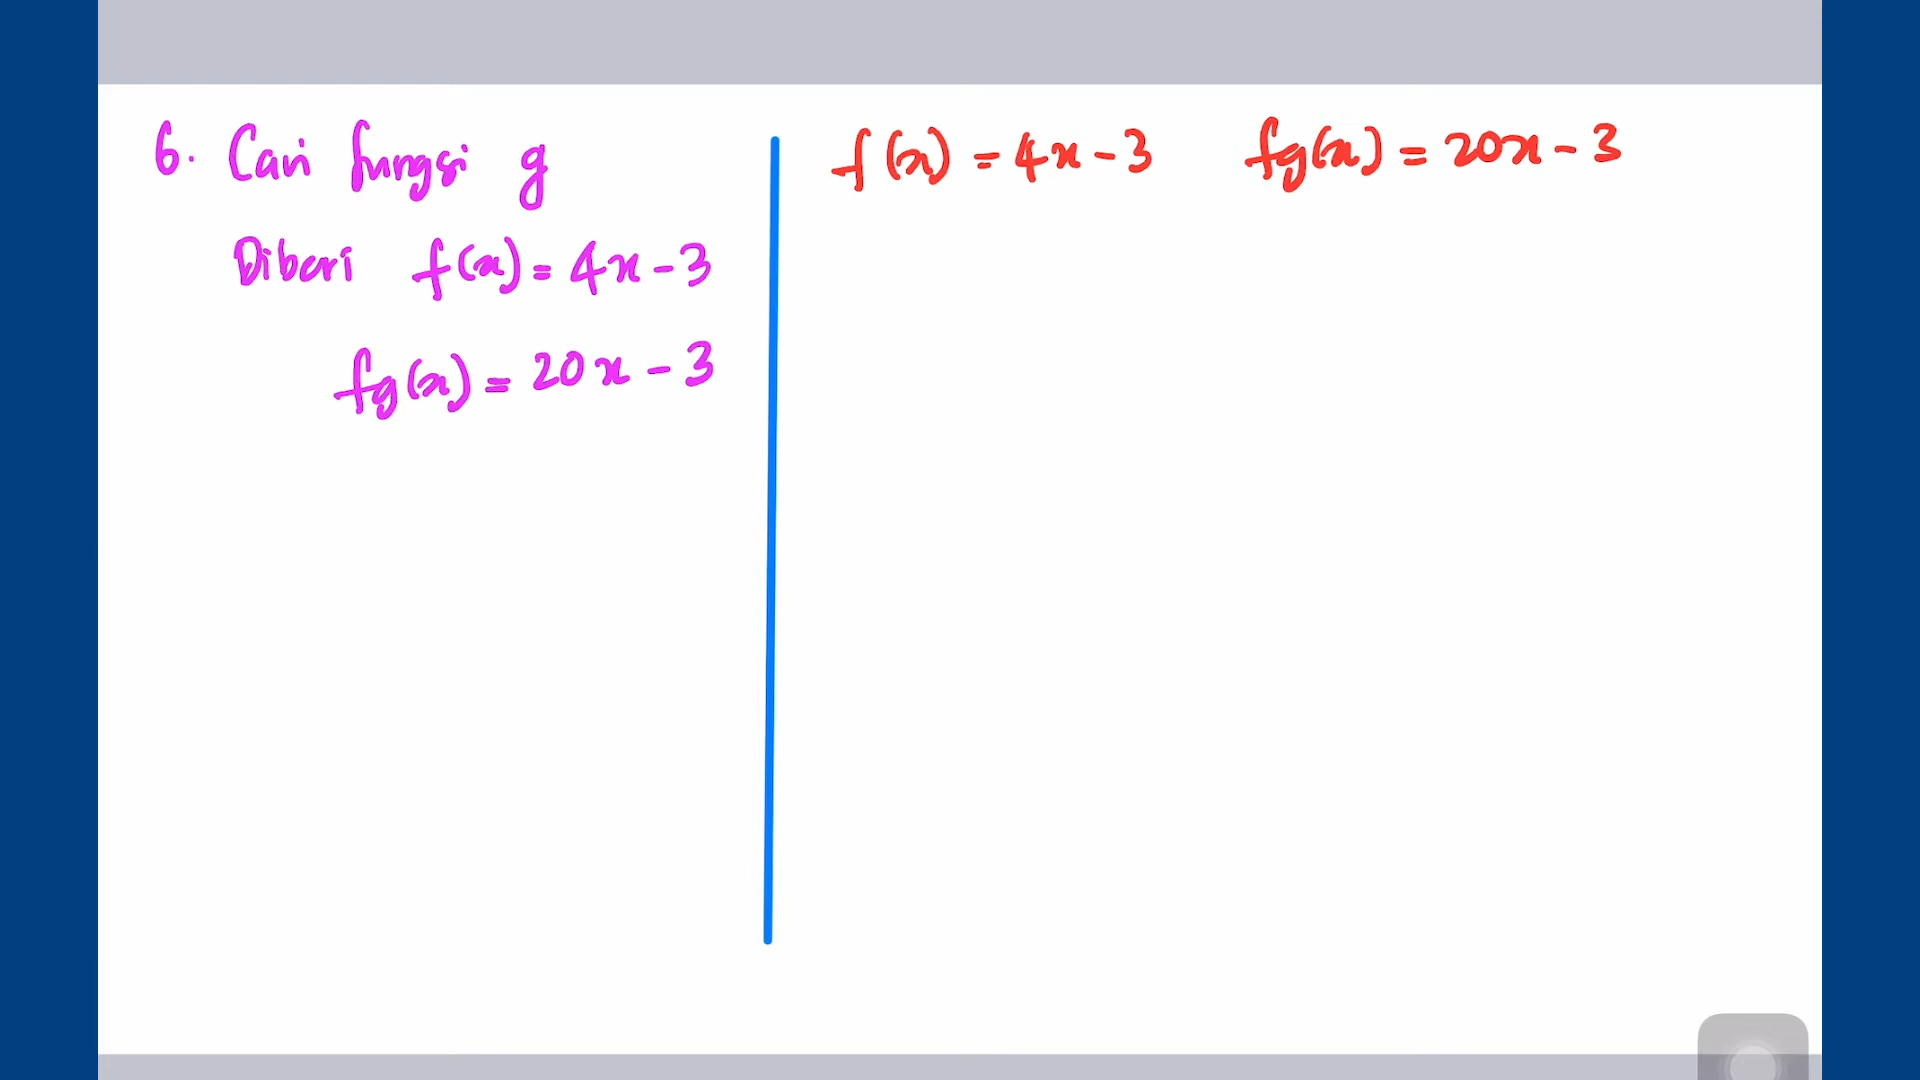 6. Cari fungsi g
Diberi f(x) = 4x - 3
fg(x) = 20x - 3
f(x) = 4x - 3 fg(x) = 20x - 3